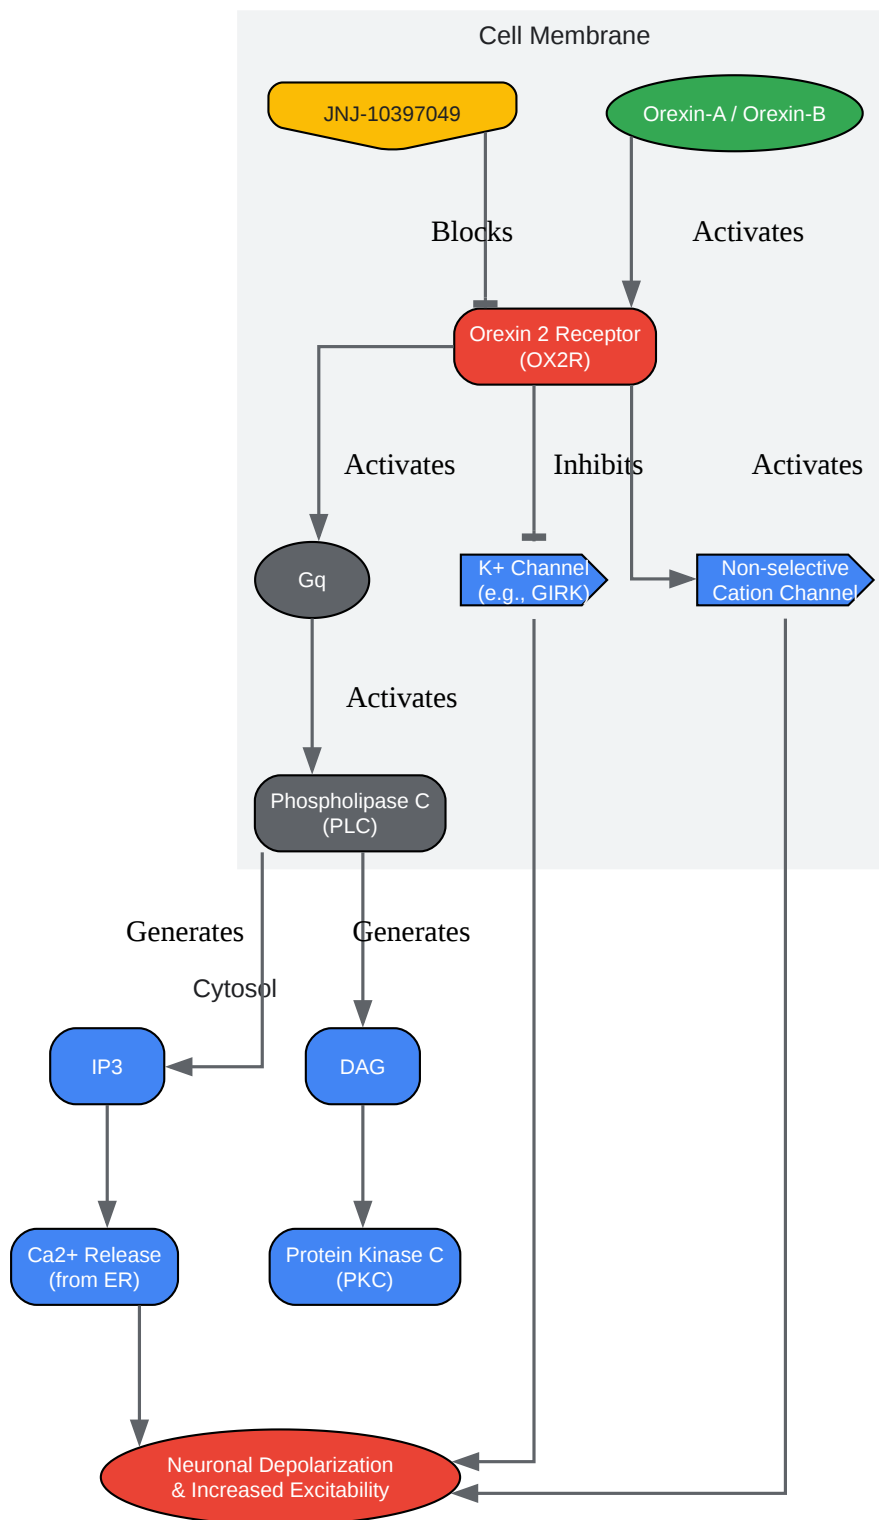 Cell Membrane
JNJ-10397049
Orexin-A / Orexin-B
Blocks
Activates
Orexin 2 Receptor
(OX2R)
Activates
Inhibits
Activates
Gq
K+ Channel
(e.g., GIRK)
Non-selective
Cation Channel
Activates
Phospholipase C
(PLC)
Generates
Generates
Cytosol
IP3
DAG
Ca2+ Release
(from ER)
Protein Kinase C
(PKC)
Neuronal Depolarization
& Increased Excitability